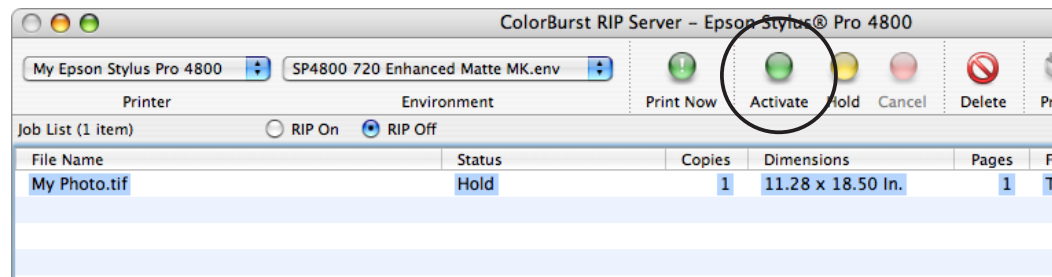 ColorBurst RIP Server – Epson Stylus® Pro 4800
My Epson Stylus Pro 4800 SP4800 720 Enhanced Matte MK.env
Printer Environment Print Now Activate Hold Cancel Delete
Job List (1 item) RIP On RIP Off
File Name Status Copies Dimensions Pages
My Photo.tif Hold 1 11.28 x 18.50 In. 1